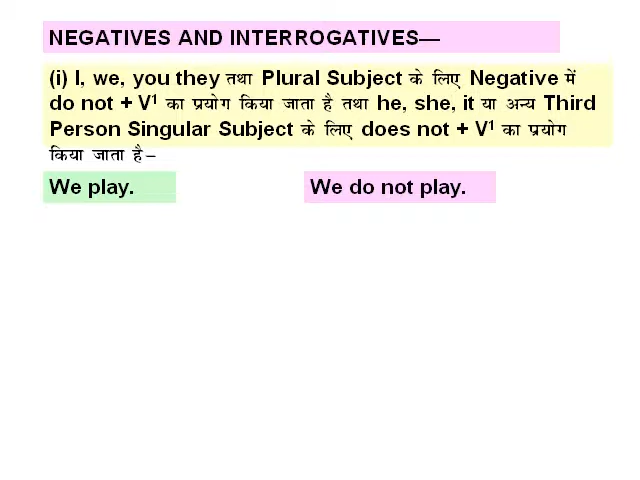 NEGATIVES AND INTERROGATIVES—
(i) I, we, you they तथा Plural Subject के लिए Negative में
do not + V¹ का प्रयोग किया जाता है तथा he, she, it या अन्य Third
Person Singular Subject के लिए does not + V¹ का प्रयोग
किया जाता है–
We play. We do not play.